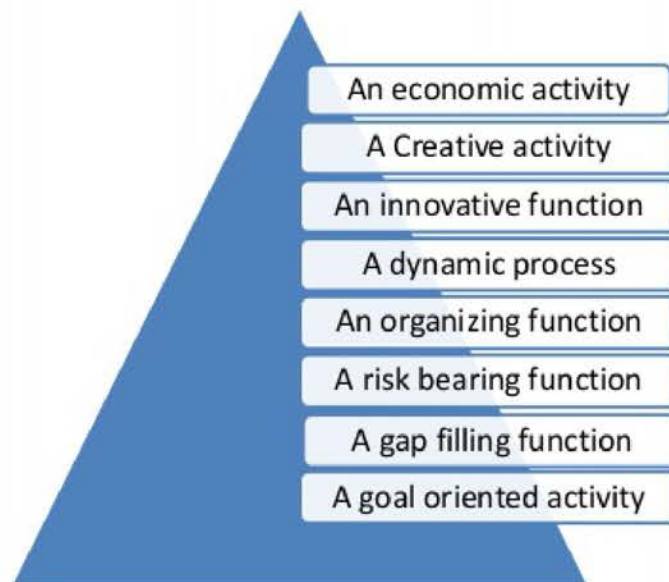 An economic activity
A Creative activity
An innovative function
A dynamic process
An organizing function
A risk bearing function
A gap filling function
A goal oriented activity